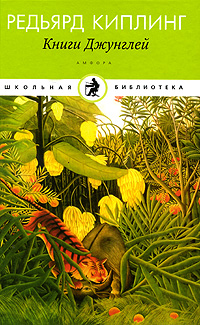 РЕДЬЯРД КИПЛИНГ
Книги Джунглей
АМФОРА
ШКОЛЬНАЯ БИБЛИОТЕКА